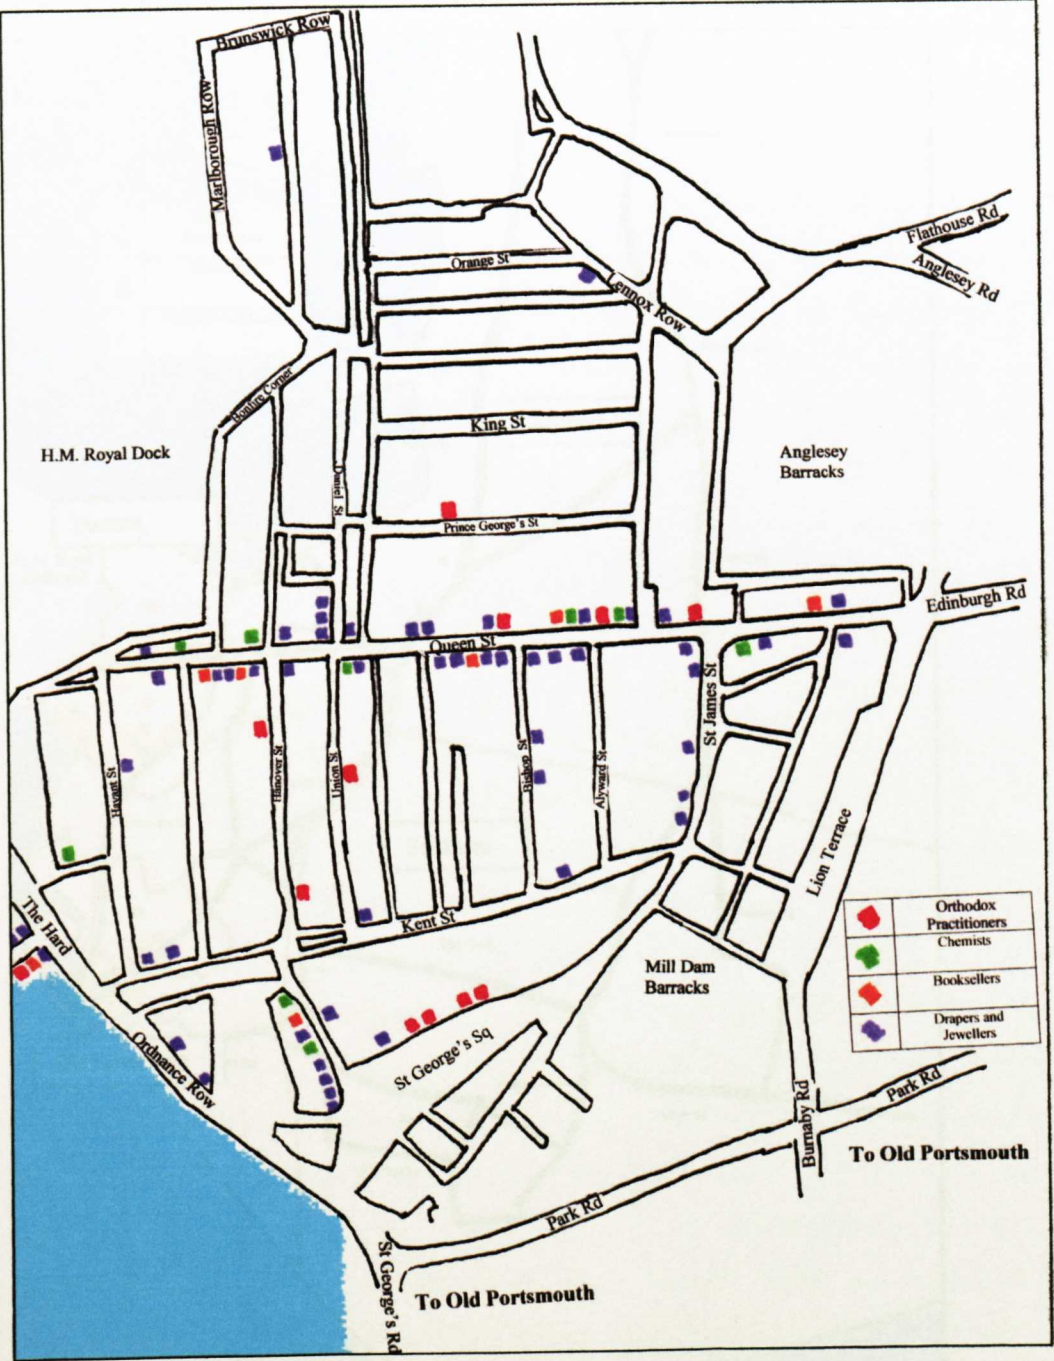 Brunswick Row
Marlborough Row
Flathouse Rd
Anglesey Rd
Orange St
Lennox Row
Bonfire Corner
King St
H.M. Royal Dock
Anglesey
Barracks
Daniel St
Prince George's St
Edinburgh Rd
Queen St
St James St
Havant St
Hanover St
Union St
Bishop St
Alyward St
Lion Terrace
The Hard
Kent St
Orthodox
Practitioners
Chemists
Booksellers
Drapers and
Jewellers
Mill Dam
Barracks
Ordnance Row
St George's Sq
Park Rd
Burnaby Rd
To Old Portsmouth
Park Rd
St George's Rd
To Old Portsmouth